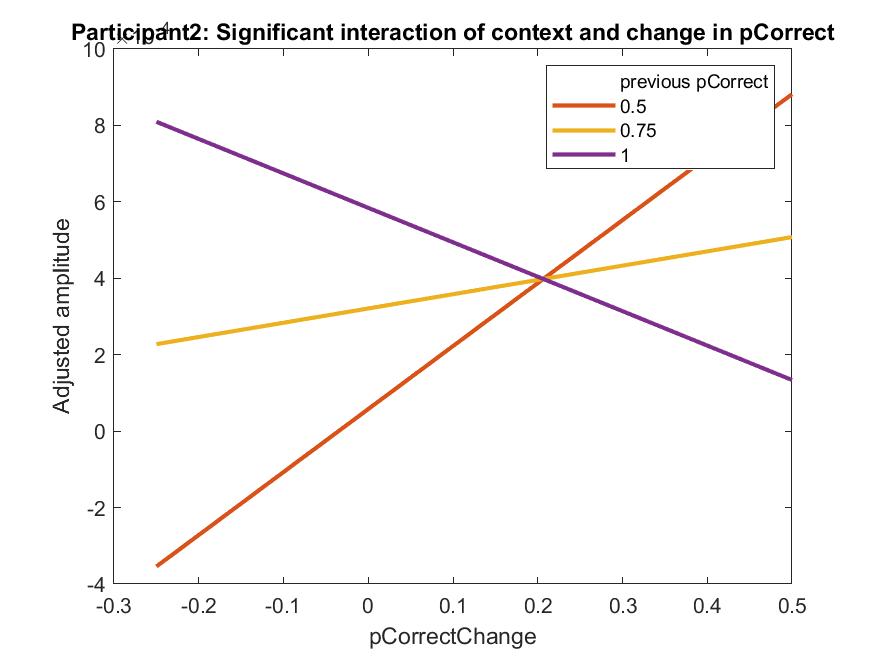 Participant2: Significant interaction of context and change in pCorrect
10
8
6
4
2
0
-2
-4
Adjusted amplitude
previous pCorrect
0.5
0.75
1
-0.3 -0.2 -0.1 0 0.1 0.2 0.3 0.4 0.5
pCorrectChange